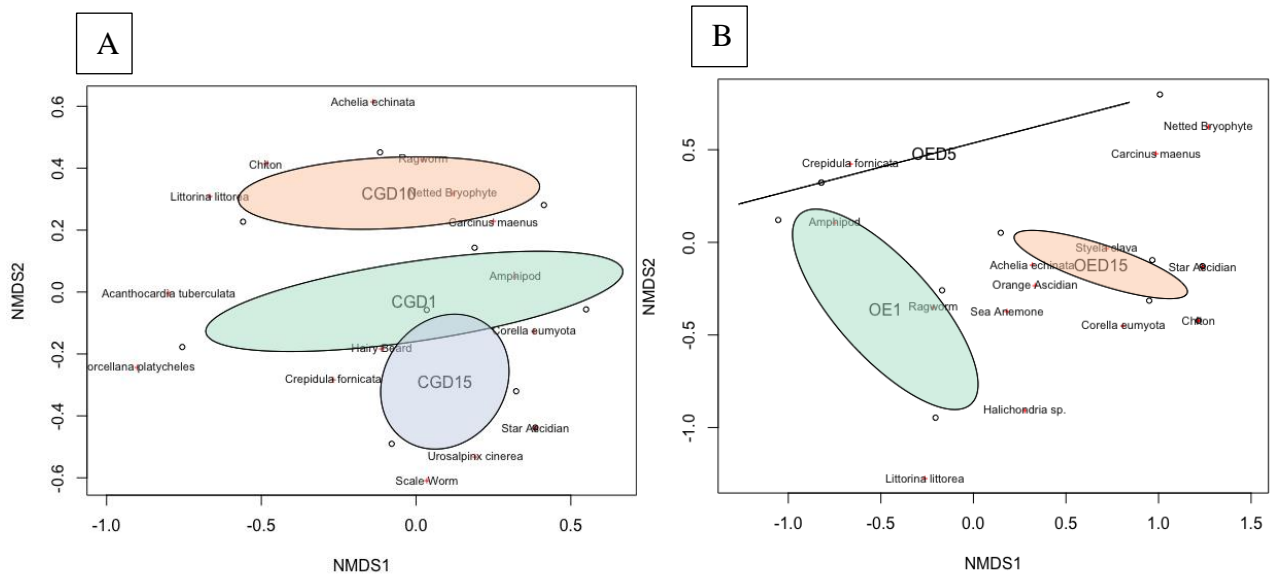 A
B
NMDS2
0.6
0.4
0.2
0.0
-0.2
-0.4
-0.6
Achelia echinata
Ragworm
Chiton
CGD10
Netted Bryophyte
Littorina littorea
Carcinus maenus
Amphipod
Acanthocardia tuberculata
CGD1
Corella eumyota
Hairy Beard
orcellana platycheles
Crepidula fornicata
CGD15
Star Ascidian
Urosalpinx cinerea
Scale Worm
-1.0
-0.5
0.0
0.5
NMDS1
NMDS2
0.5
0.0
-0.5
-1.0
Netted Bryophyte
Carcinus maenus
OED5
Crepidula fornicata
Amphipod
Styela clava
Achelia echinata
OED15
Star Ascidian
Orange Ascidian
OE1
Ragworm
Sea Anemone
Corella eumyota
Chiton
Halichondria sp.
Littorina littorea
-1.0
-0.5
0.0
0.5
1.0
1.5
NMDS1